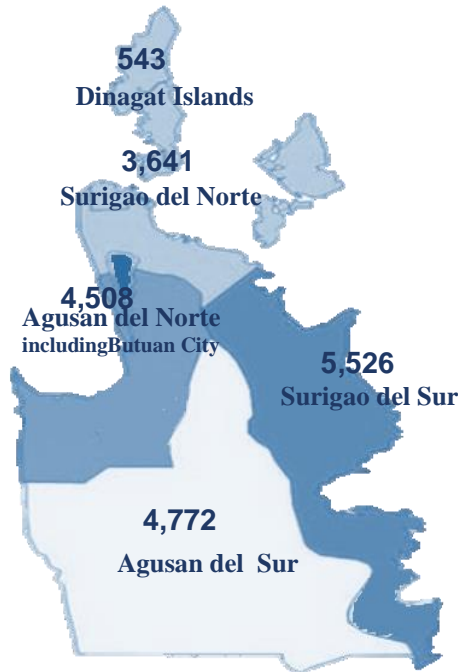 543
Dinagat Islands
3,641
Surigao del Norte
4,508
Agusan del Norte
includingButuan City
5,526
Surigao del Sur
4,772
Agusan del Sur